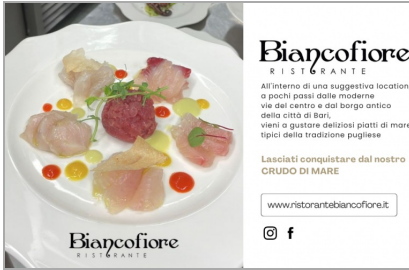 Biancofiore
RISTORANTE
Biancofiore
RISTORANTE
All'interno di una suggestiva location
a pochi passi dalle moderne
vie del centro e dal borgo antico
della città di Bari,
vieni a gustare deliziosi piatti di mare
tipici della tradizione pugliese
Lasciati conquistare dal nostro
CRUDO DI MARE
www.ristorantebiancofiore.it